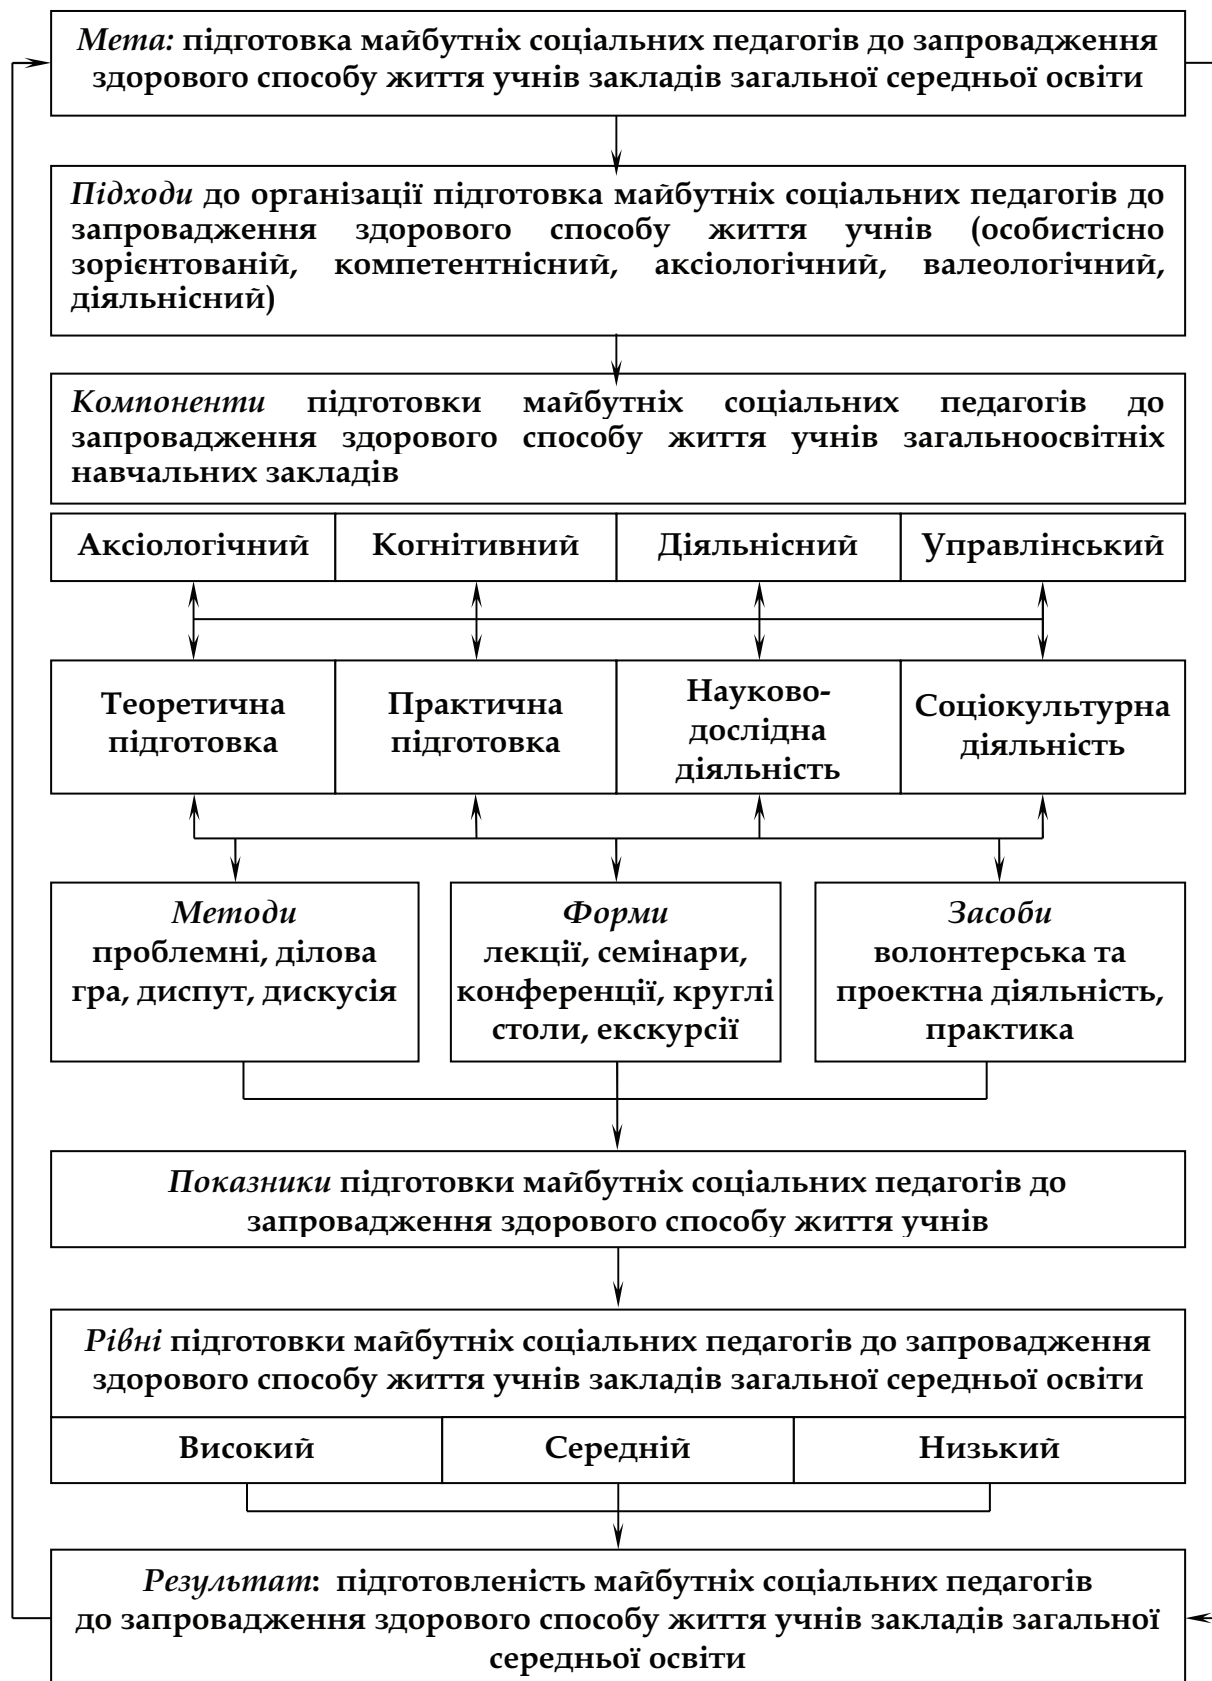 Мета: підготовка майбутніх соціальних педагогів до запровадження
здорового способу життя учнів закладів загальної середньої освіти
Підходи до організації підготовка майбутніх соціальних педагогів до
запровадження здорового способу життя учнів (особистісно
зорієнтованій, компетентнісний, аксіологічний, валеологічний,
діяльнісний)
Компоненти підготовки майбутніх соціальних педагогів до
запровадження здорового способу життя учнів загальноосвітніх
навчальних закладів
Аксіологічний
Когнітивний
Діяльнісний
Управлінський
Теоретична
підготовка
Практична
підготовка
Науково-
дослідна
діяльність
Соціокультурна
діяльність
Методи
проблемні, ділова
гра, диспут, дискусія
Форми
лекції, семінари,
конференції, круглі
столи, екскурсії
Засоби
волонтерська та
проектна діяльність,
практика
Показники підготовки майбутніх соціальних педагогів до
запровадження здорового способу життя учнів
Рівні підготовки майбутніх соціальних педагогів до запровадження
здорового способу життя учнів закладів загальної середньої освіти
Високий
Середній
Низький
Результат: підготовленість майбутніх соціальних педагогів
до запровадження здорового способу життя учнів закладів загальної
середньої освіти